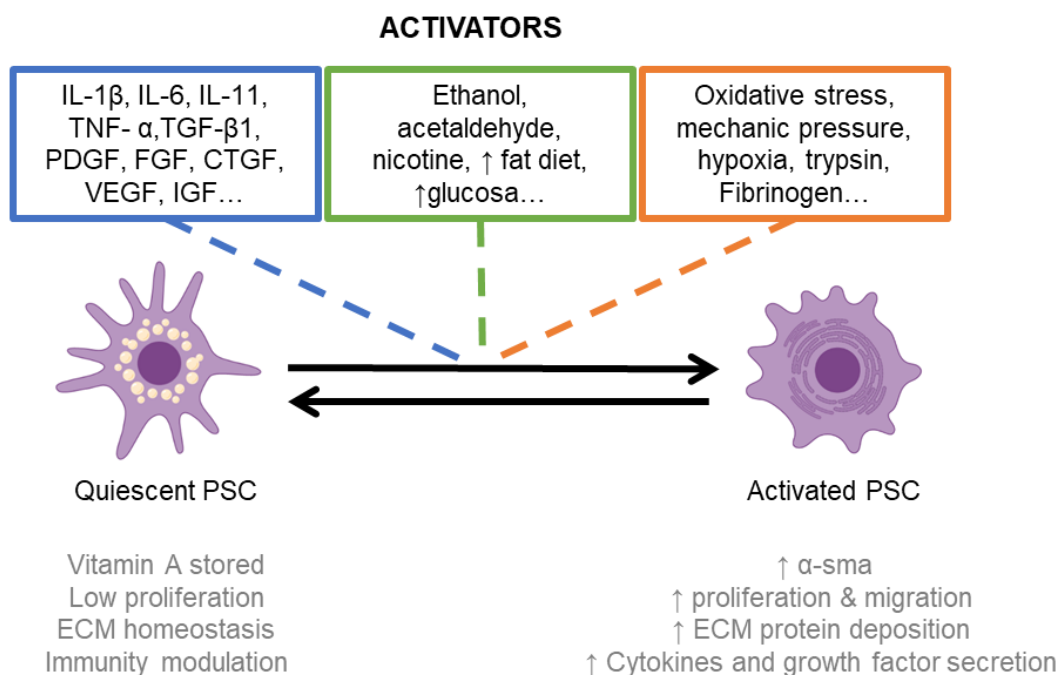 ACTIVATORS
IL-1β, IL-6, IL-11,
TNF- α,TGF-β1,
PDGF, FGF, CTGF,
VEGF, IGF…
Ethanol,
acetaldehyde,
nicotine, ↑ fat diet,
↑glucosa…
Oxidative stress,
mechanic pressure,
hypoxia, trypsin,
Fibrinogen…
Quiescent PSC
Activated PSC
Vitamin A stored
Low proliferation
ECM homeostasis
Immunity modulation
↑ α-sma
↑ proliferation & migration
↑ ECM protein deposition
↑ Cytokines and growth factor secretion